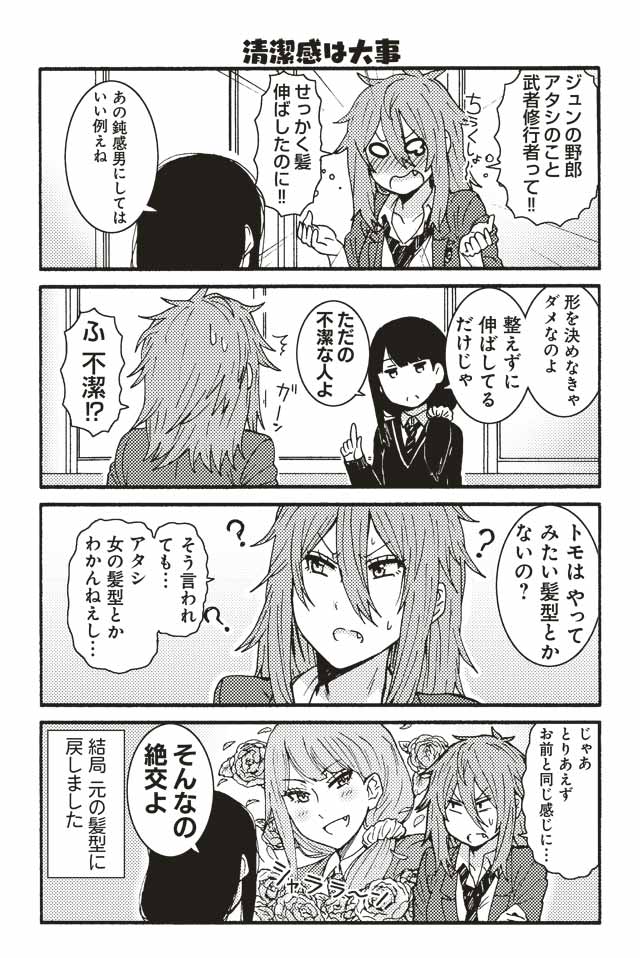 清潔感は大事
ジュンの野郎
アタシのこと
武者修行者って!!
ちっくしょー
せっかく髪
伸ばしたのに!!
あの鈍感男にしては
いい例えね
形を決めなきゃ
ダメなのよ
整えずに
伸ばしてる
だけじゃ
ただの
不潔な人よ
ガーン
ふ 不潔!?
トモは やって
みたい髪型とか
ないの?
?
?
?
そう言われ
ても…
アタシ
女の髪型とか
わかんねえし…
じゃあ
とりあえず
お前と同じ感じに…
シャララ〜ン
そんなの
絶交よ
結局 元の髪型に
戻しました